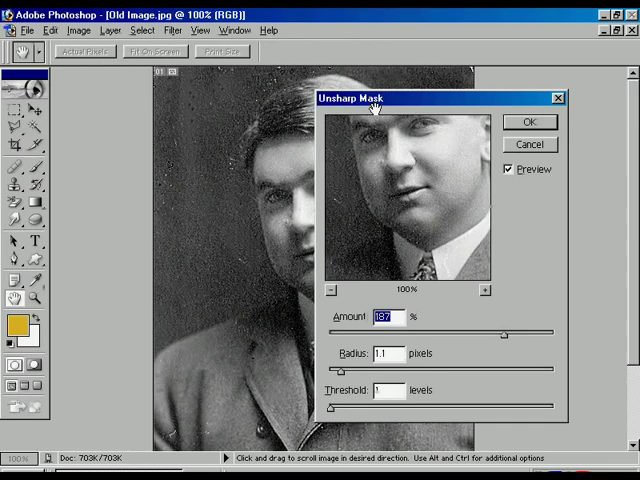 Adobe Photoshop - [Old Image.jpg @ 100% (RGB)]
File Edit Image Layer Select Filter View Window Help
Actual Pixels Fit On Screen Print Size
01
Unsharp Mask
OK
Cancel
Preview
100%
Amount: 187 %
Radius: 1.1 pixels
Threshold: 1 levels
100% Doc: 703K/703K Click and drag to scroll image in desired direction. Use Alt and Ctrl for additional options